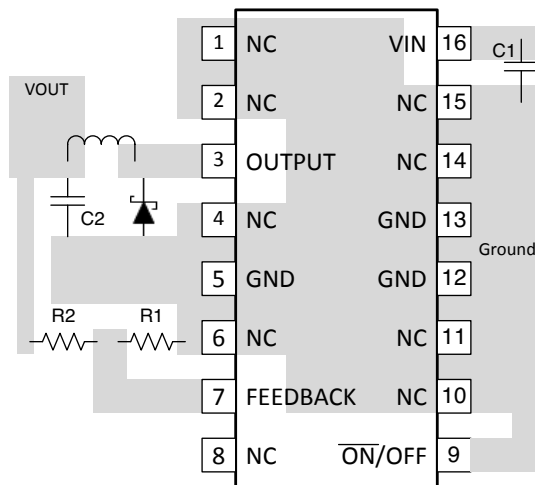 1 NC VIN 16 C1
2 NC NC 15
VOUT
3 OUTPUT NC 14
C2
4 NC GND 13
Ground
5 GND GND 12
R2 R1
6 NC NC 11
7 FEEDBACK NC 10
8 NC ON/OFF 9